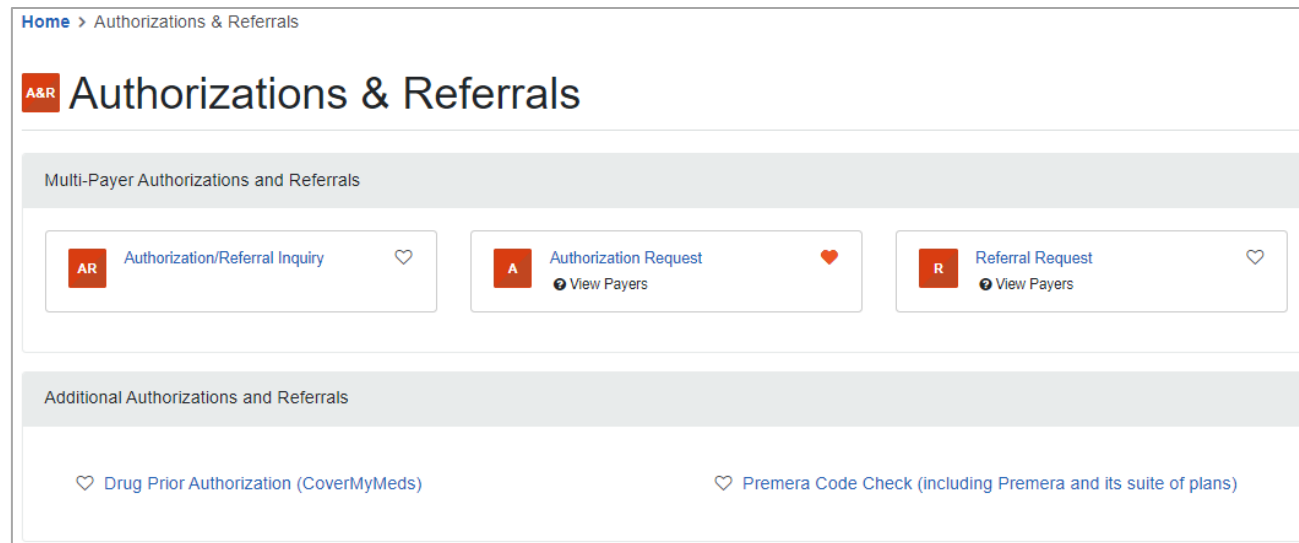 Home > Authorizations & Referrals
A&R Authorizations & Referrals
Multi-Payer Authorizations and Referrals
AR Authorization/Referral Inquiry
A Authorization Request
? View Payers
R Referral Request
? View Payers
Additional Authorizations and Referrals
Drug Prior Authorization (CoverMyMeds)
Premera Code Check (including Premera and its suite of plans)